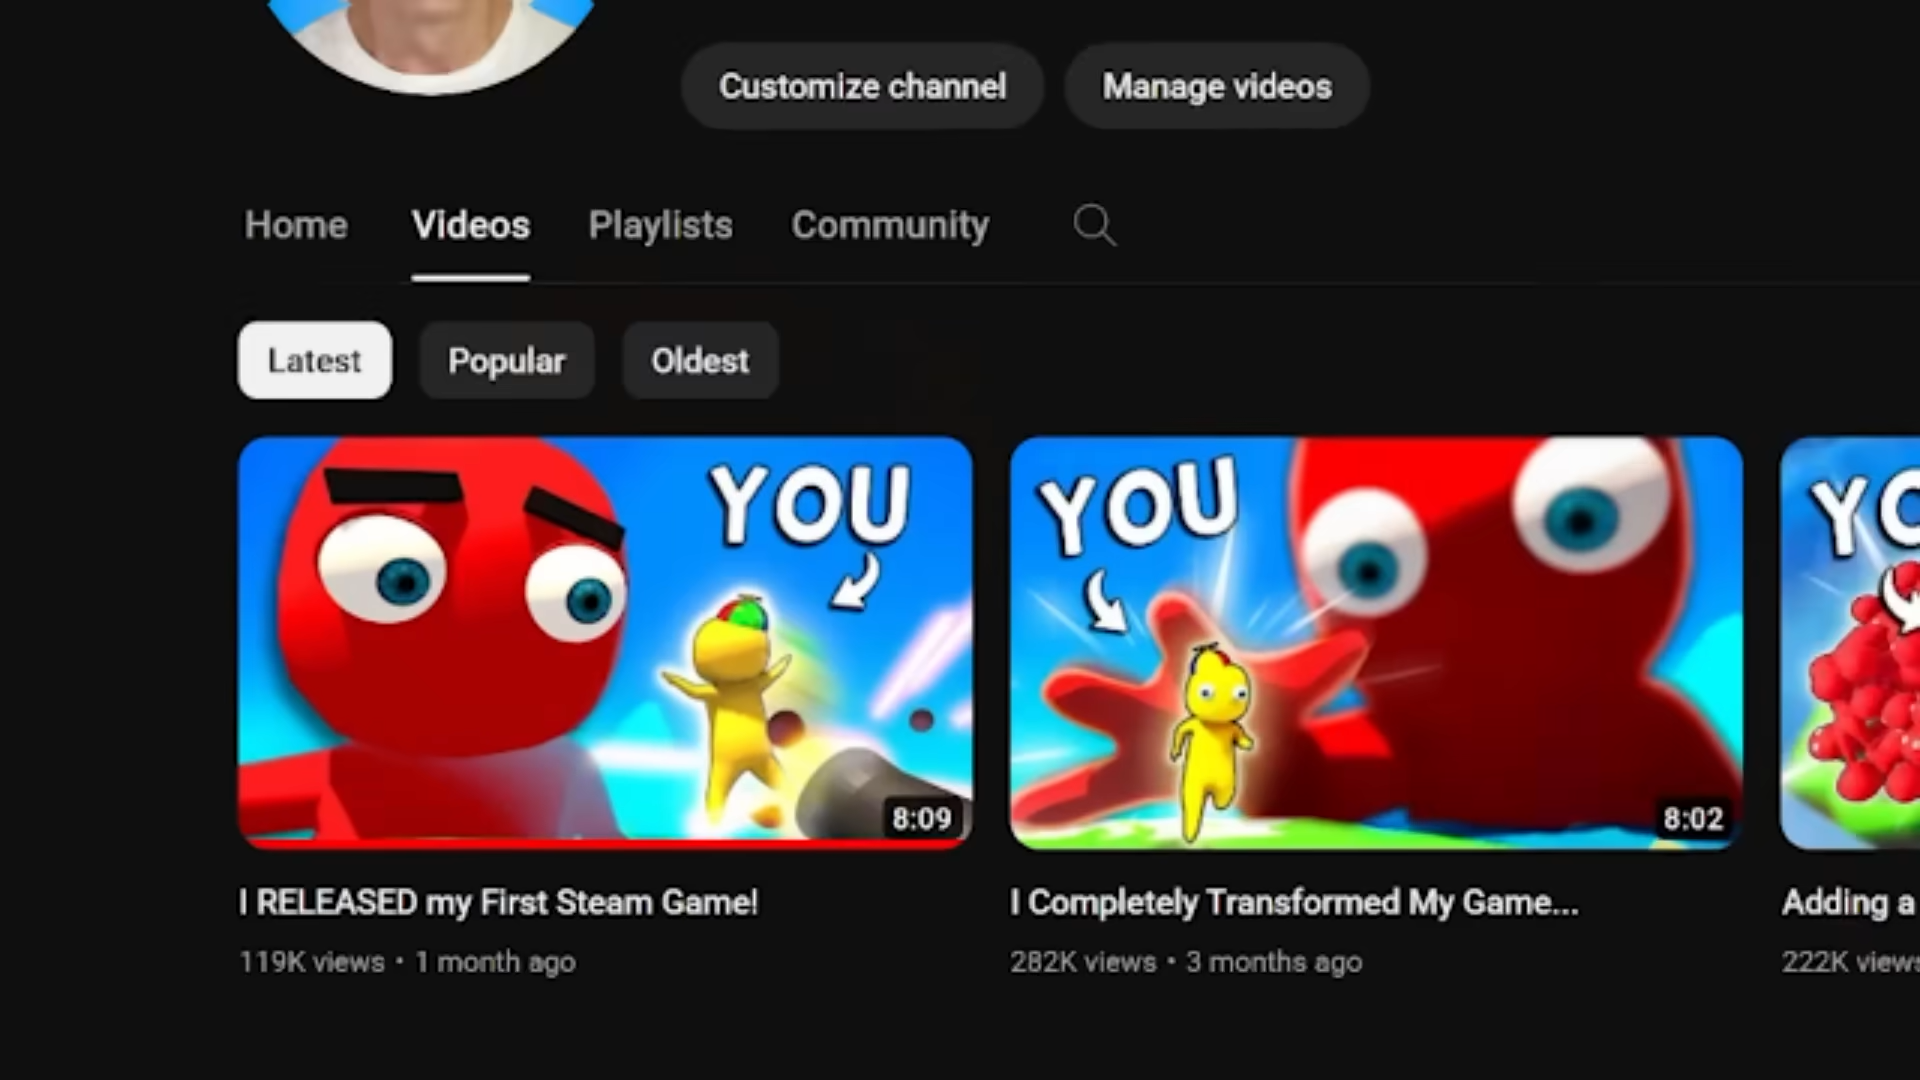 Customize channel
Manage videos
Home
Videos
Playlists
Community
Latest
Popular
Oldest
YOU
8:09
YOU
8:02
YO
I RELEASED my First Steam Game!
119K views • 1 month ago
I Completely Transformed My Game...
282K views • 3 months ago
Adding a
222K views